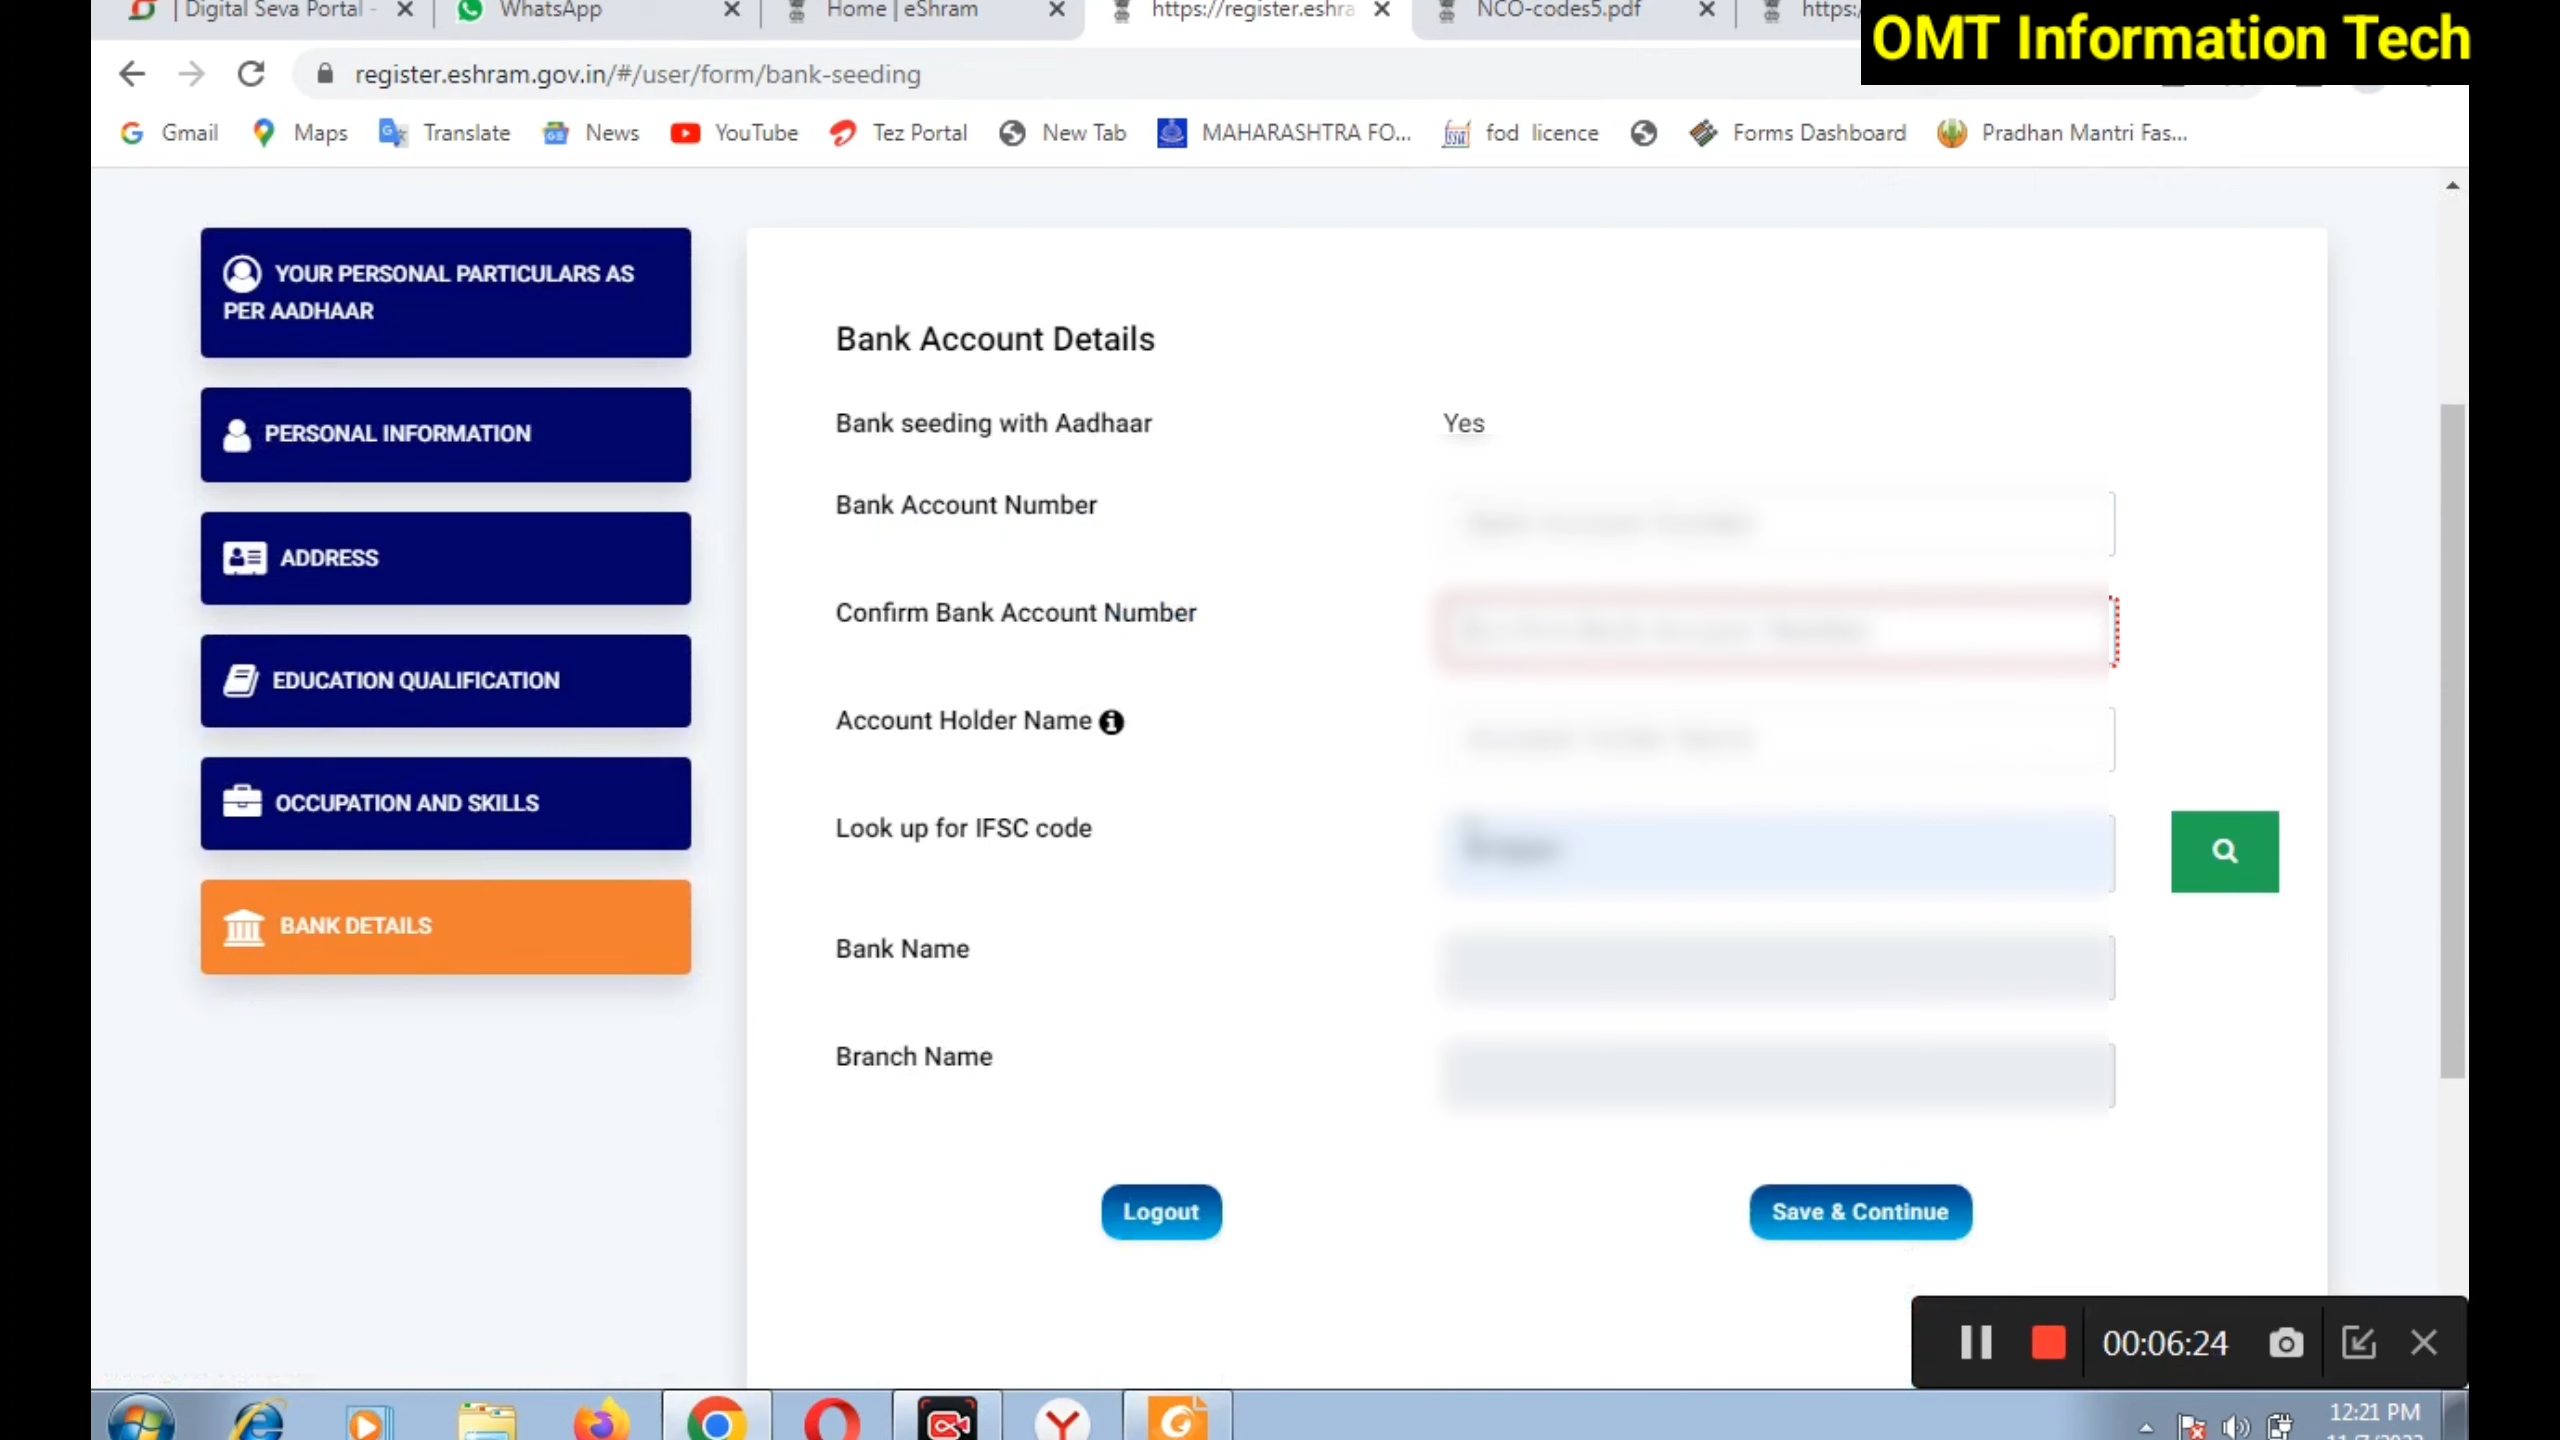 | Digital Seva Portal -
WhatsApp
Home | eShram
https://register.eshra
NCO-codes5.pdf
https:/
OMT Information Tech
register.eshram.gov.in/#/user/form/bank-seeding
Gmail
Maps
Translate
News
YouTube
Tez Portal
New Tab
MAHARASHTRA FO...
fod licence
Forms Dashboard
Pradhan Mantri Fas...
YOUR PERSONAL PARTICULARS AS
PER AADHAAR
PERSONAL INFORMATION
ADDRESS
EDUCATION QUALIFICATION
OCCUPATION AND SKILLS
BANK DETAILS
Bank Account Details
Bank seeding with Aadhaar
Yes
Bank Account Number
Confirm Bank Account Number
Account Holder Name
Look up for IFSC code
Bank Name
Branch Name
Logout
Save & Continue
00:06:24
12:21 PM